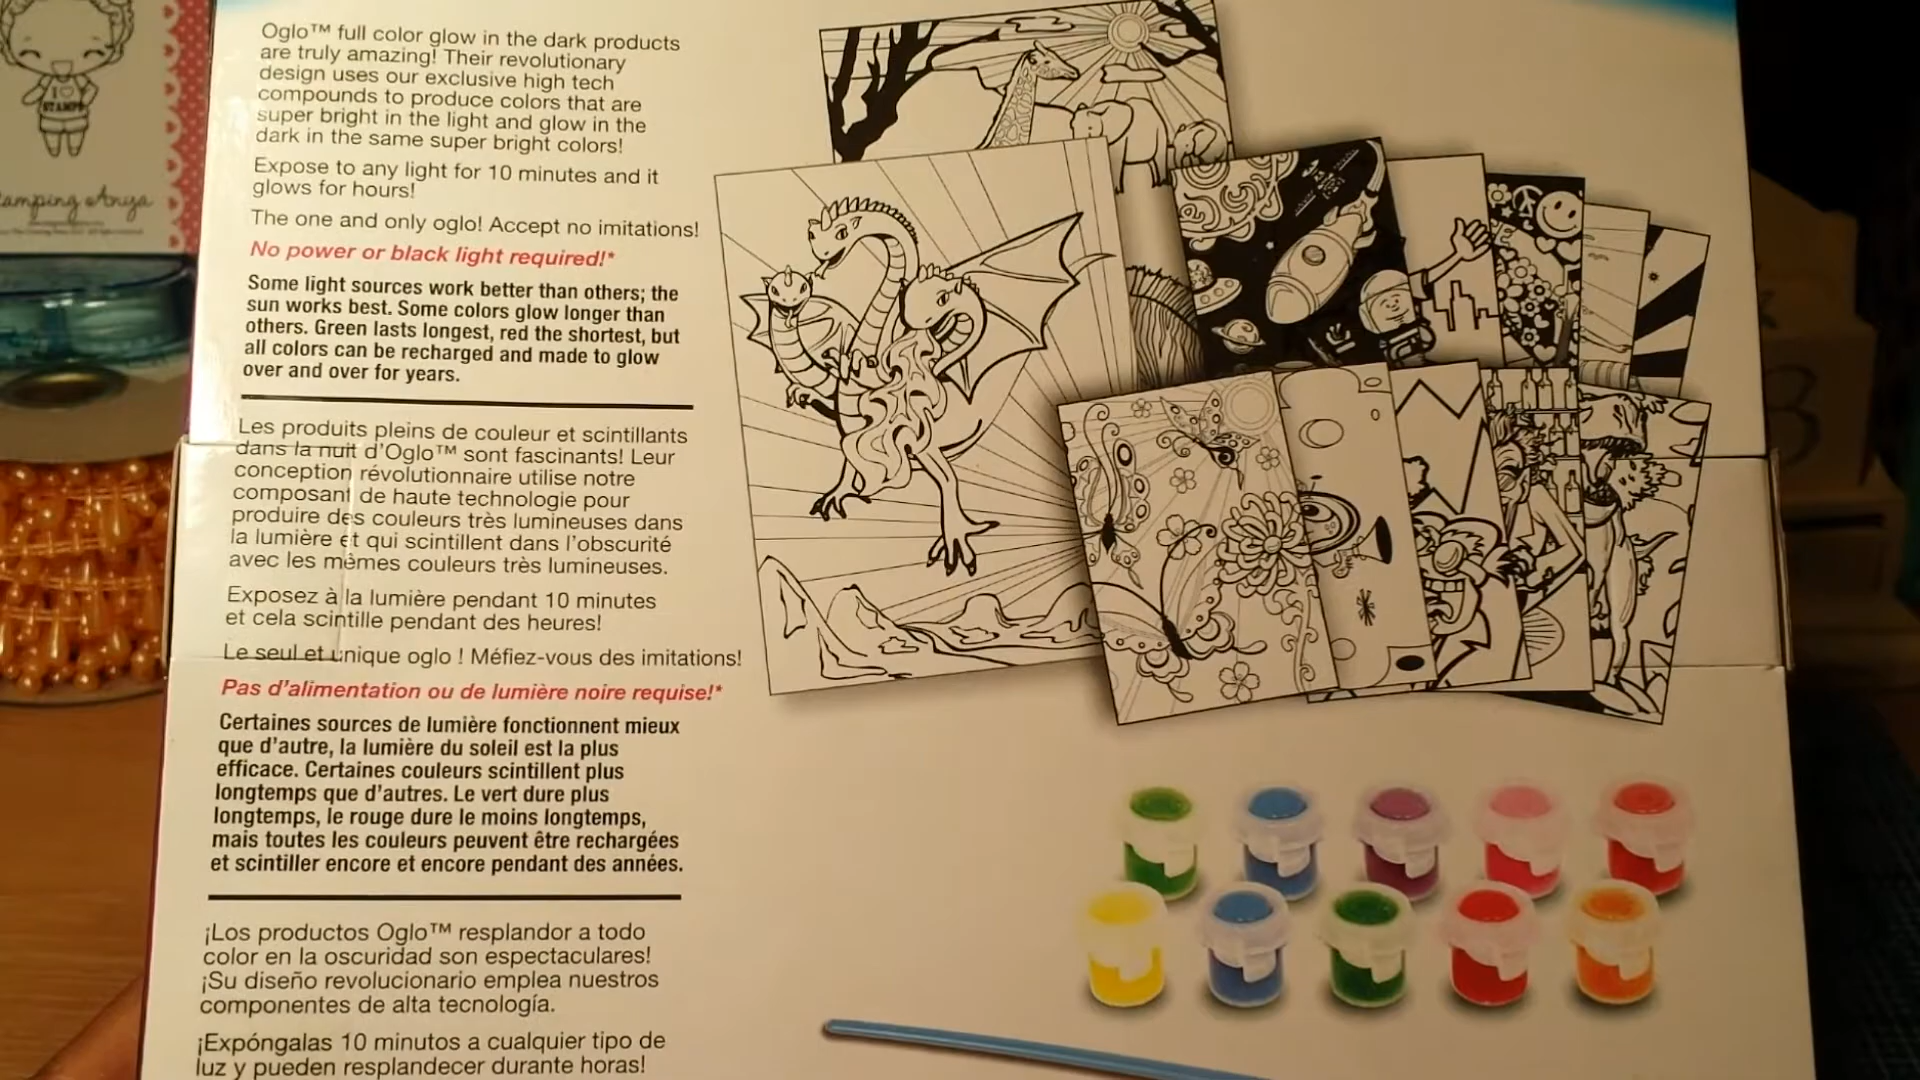 Oglo™ full color glow in the dark products
are truly amazing! Their revolutionary
design uses our exclusive high tech
compounds to produce colors that are
super bright in the light and glow in the
dark in the same super bright colors!
Expose to any light for 10 minutes and it
glows for hours!
The one and only oglo! Accept no imitations!
No power or black light required!*
Some light sources work better than others; the
sun works best. Some colors glow longer than
others. Green lasts longest, red the shortest, but
all colors can be recharged and made to glow
over and over for years.
Les produits pleins de couleur et scintillants
dans la nuit d'Oglo™ sont fascinants! Leur
conception révolutionnaire utilise notre
composant de haute technologie pour
produire des couleurs très lumineuses dans
la lumière et qui scintillent dans l'obscurité
avec les mêmes couleurs très lumineuses.
Exposez à la lumière pendant 10 minutes
et cela scintille pendant des heures!
Le seul et unique oglo ! Méfiez-vous des imitations!
Pas d'alimentation ou de lumière noire requise!*
Certaines sources de lumière fonctionnent mieux
que d'autre, la lumière du soleil est la plus
efficace. Certaines couleurs scintillent plus
longtemps que d'autres. Le vert dure plus
longtemps, le rouge dure le moins longtemps,
mais toutes les couleurs peuvent être rechargées
et scintiller encore et encore pendant des années.
¡Los productos Oglo™ resplandor a todo
color en la oscuridad son espectaculares!
¡Su diseño revolucionario emplea nuestros
componentes de alta tecnología.
¡Expóngalas 10 minutos a cualquier tipo de
luz y pueden resplandecer durante horas!
I
STAMPS
amping Anya